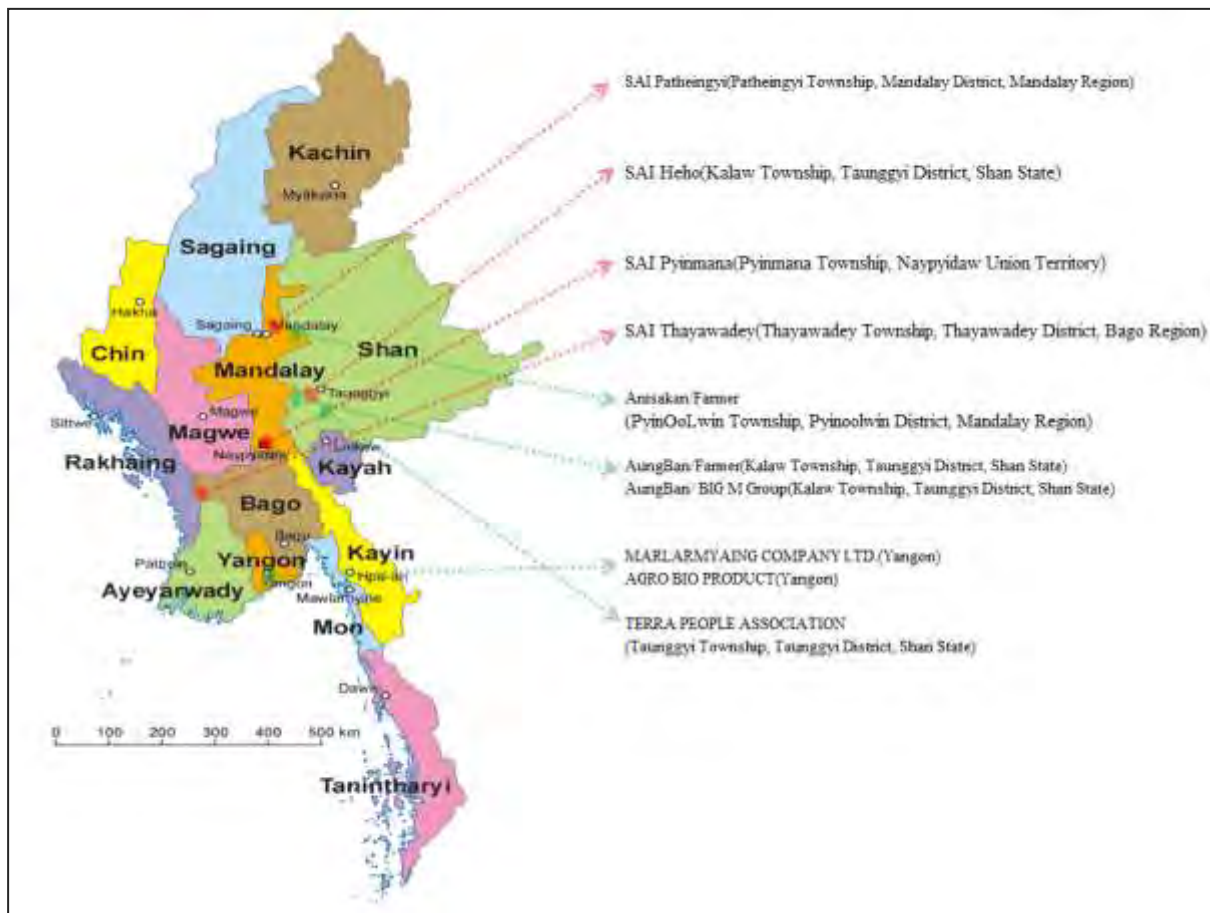 SAI Patheingyi(Patheingyi Township, Mandalay District, Mandalay Region)
Kachin
SAI Heho(Kalaw Township, Taunggyi District, Shan State)
Myitkyina
Sagaing
SAI Pyinmana(Pyinmana Township, Naypyidaw Union Territory)
Hakha
Sagaing
Mandalay
SAI Thayawadey(Thayawadey Township, Thayawadey District, Bago Region)
Chin
Shan
Mandalay
Taunggyi
Anisakan Farmer
(PyinOoLwin Township, Pyinoolwin District, Mandalay Region)
Sittwe
Magwe
Magwe
Naypyidaw
Loikaw
Rakhaing
Kayah
AungBan Farmer(Kalaw Township, Taunggyi District, Shan State)
AungBan BIG M Group(Kalaw Township, Taunggyi District, Shan State)
Bago
Bago
Pathein
Yangon
Yangon
Kayin
Hpa-an
MARLARMYAING COMPANY LTD.(Yangon)
AGRO BIO PRODUCT(Yangon)
Ayeyarwady
Mawlamyine
Mon
TERRA PEOPLE ASSOCIATION
(Taunggyi Township, Taunggyi District, Shan State)
Dawei
0 100 200 300 400 500 km
Tanintharyi